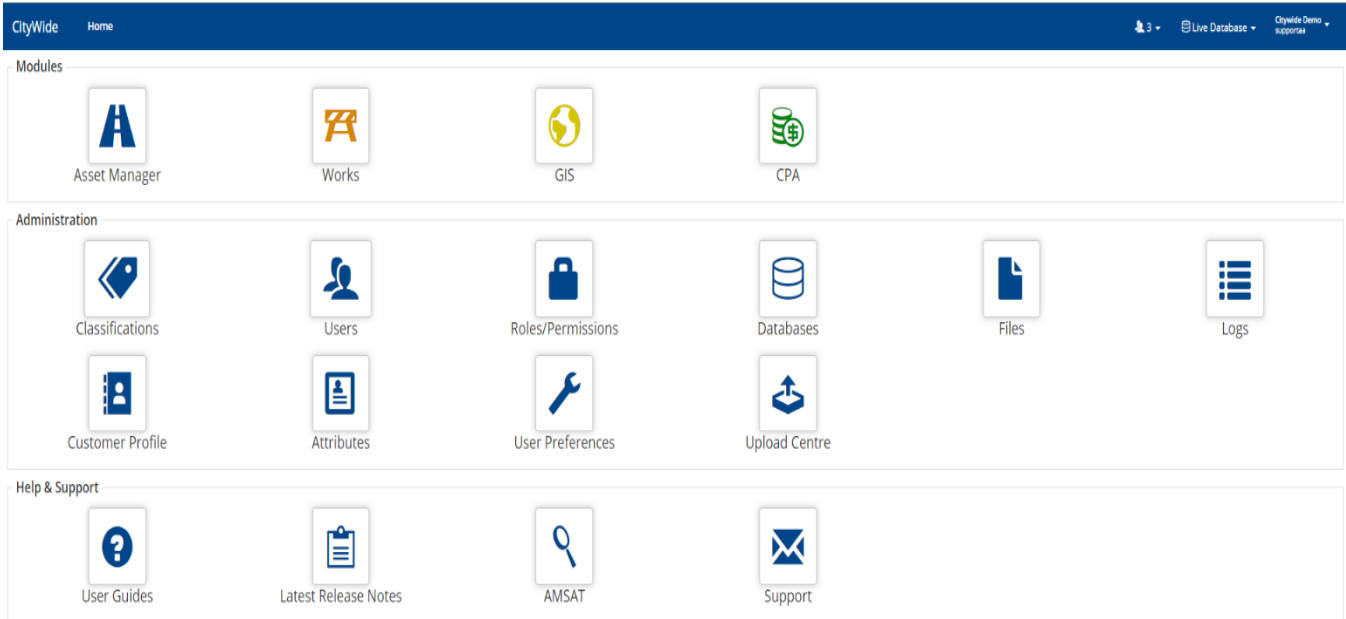 CityWide Home 3 Live Database Citywide Demo
supportaa
Modules
Asset Manager Works GIS CPA
Administration
Classifications Users Roles/Permissions Databases Files Logs
Customer Profile Attributes User Preferences Upload Centre
Help & Support
User Guides Latest Release Notes AMSAT Support